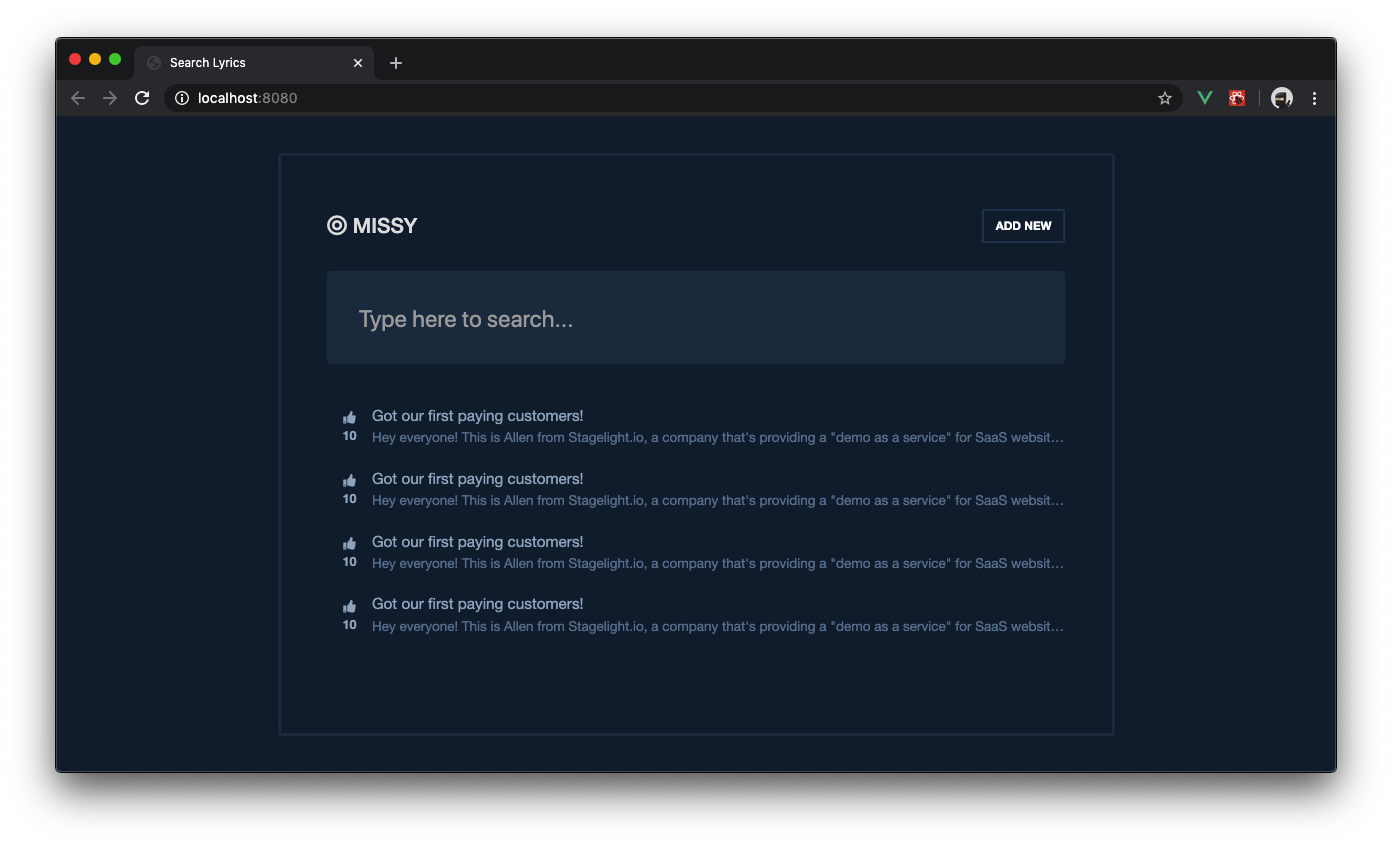 Search Lyrics
localhost:8080
MISSY
ADD NEW
Type here to search...
Got our first paying customers!
10
Hey everyone! This is Allen from Stagelight.io, a company that's providing a "demo as a service" for SaaS websit...
Got our first paying customers!
10
Hey everyone! This is Allen from Stagelight.io, a company that's providing a "demo as a service" for SaaS websit...
Got our first paying customers!
10
Hey everyone! This is Allen from Stagelight.io, a company that's providing a "demo as a service" for SaaS websit...
Got our first paying customers!
10
Hey everyone! This is Allen from Stagelight.io, a company that's providing a "demo as a service" for SaaS websit...